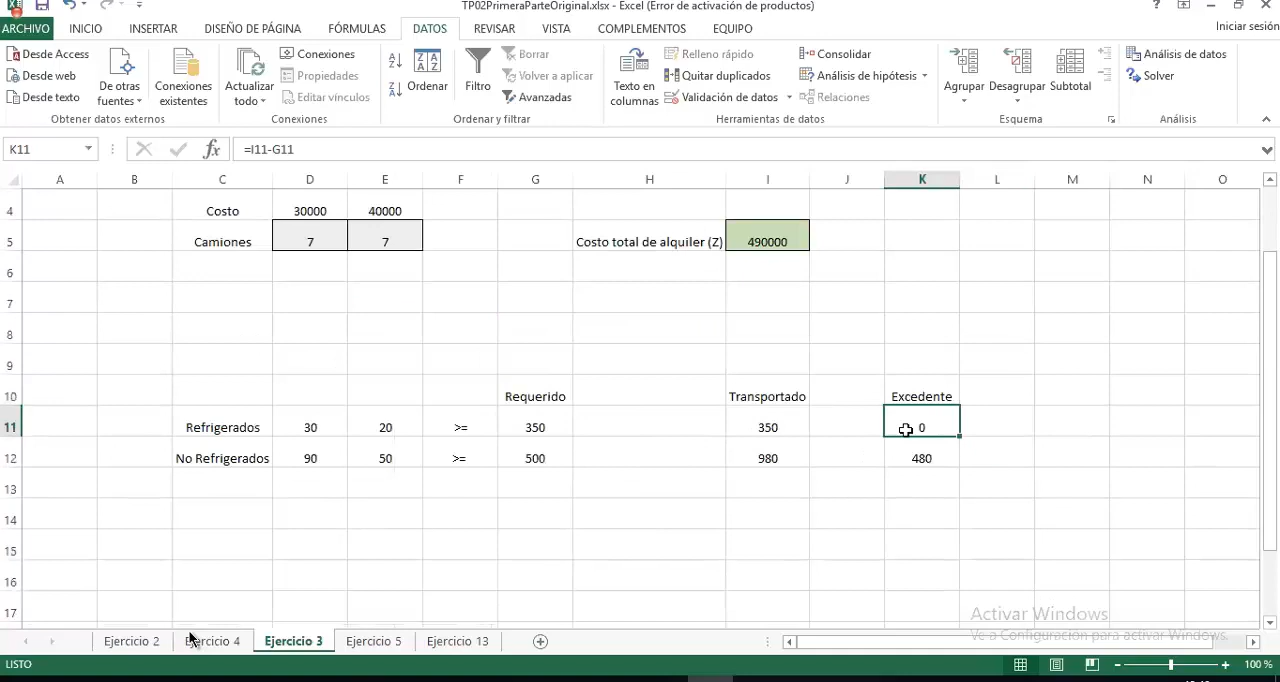 TP02PrimeraParteOriginal.xlsx - Excel (Error de activación de productos)
ARCHIVO INICIO INSERTAR DISEÑO DE PÁGINA FÓRMULAS DATOS REVISAR VISTA COMPLEMENTOS EQUIPO Iniciar sesión
Desde Access
Desde web
Desde texto
De otras fuentes
Conexiones existentes
Obtener datos externos
Actualizar todo
Conexiones
Propiedades
Editar vínculos
Conexiones
Ordenar
Filtro
Borrar
Volver a aplicar
Avanzadas
Ordenar y filtrar
Texto en columnas
Relleno rápido
Quitar duplicados
Validación de datos
Consolidar
Análisis de hipótesis
Relaciones
Herramientas de datos
Agrupar Desagrupar Subtotal
Esquema
Análisis de datos
Solver
Análisis
K11 fx =I11-G11
A B C D E F G H I J K L M N O
4 Costo 30000 40000
5 Camiones 7 7 Costo total de alquiler (Z) 490000
6
7
8
9
10 Requerido Transportado Excedente
11 Refrigerados 30 20 >= 350 350 0
12 No Refrigerados 90 50 >= 500 980 480
13
14
15
16
17
Activar Windows
Ve a Configuración para activar Windows.
Ejercicio 2 Ejercicio 4 Ejercicio 3 Ejercicio 5 Ejercicio 13
LISTO 100 %